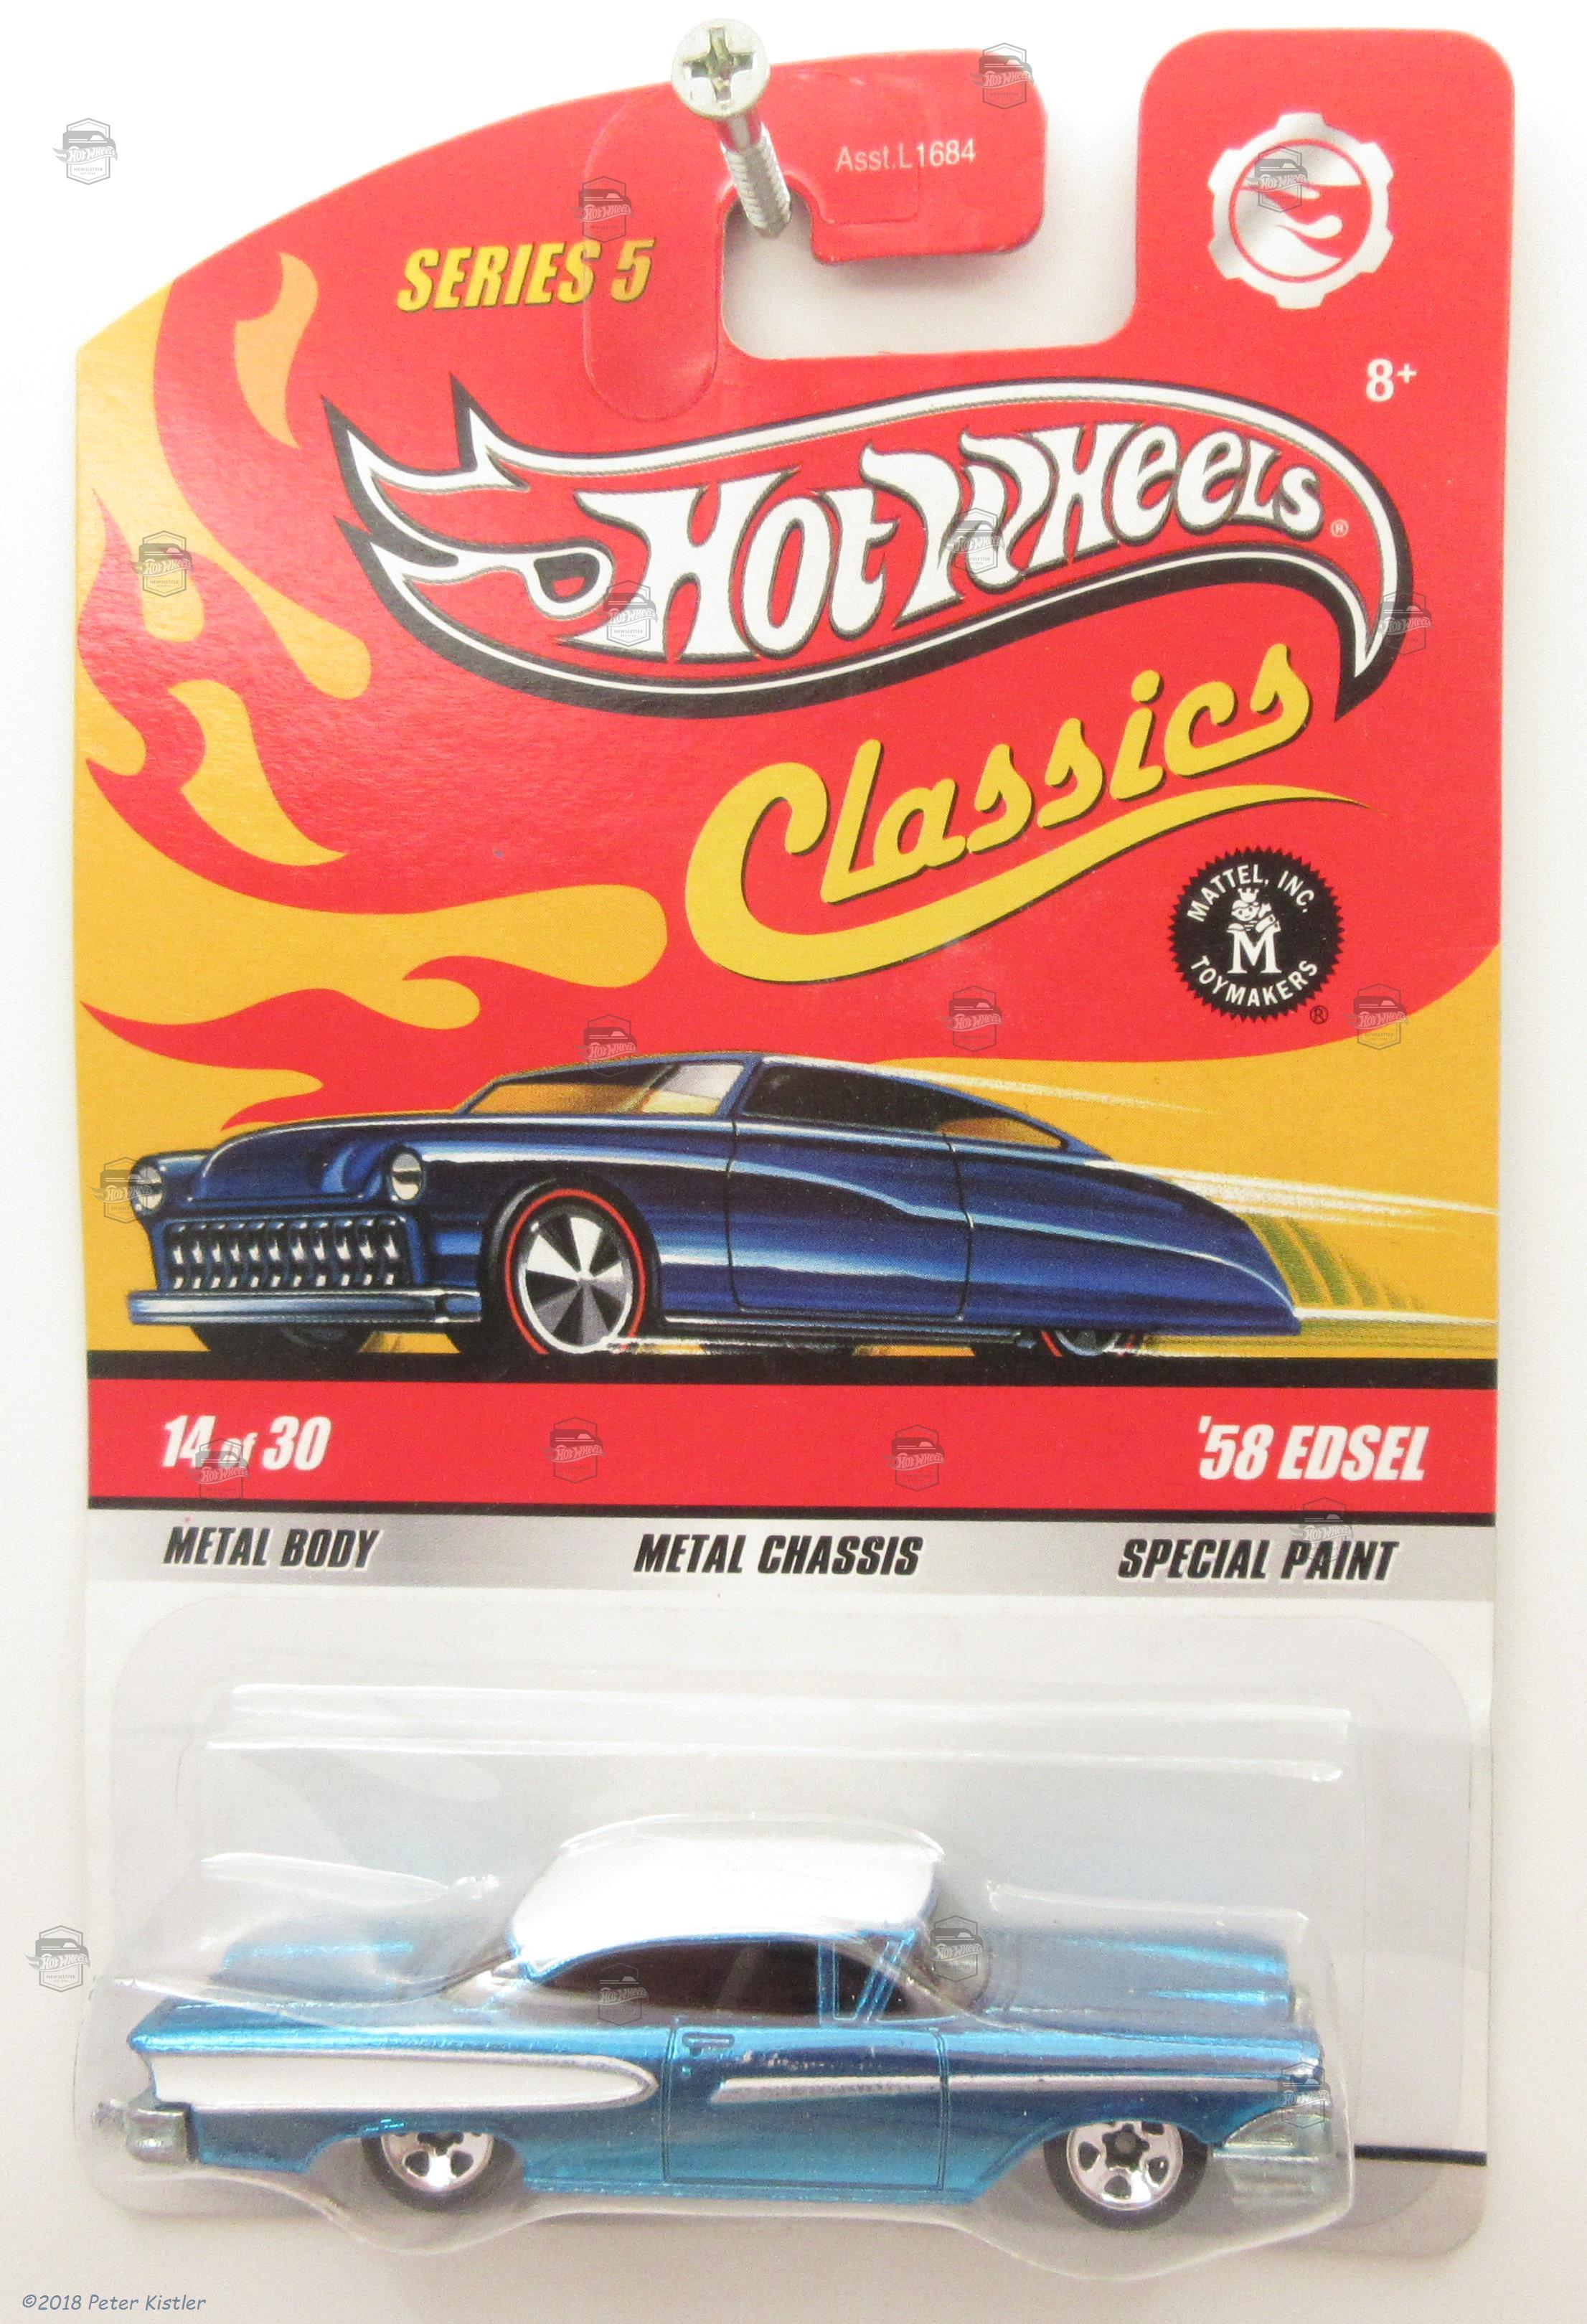 Asst.L1684
SERIES 5
8+
HOT WHEELS®
Classics
MATTEL, INC.
M
TOYMAKERS
®
14 of 30
'58 EDSEL
METAL BODY
METAL CHASSIS
SPECIAL PAINT
©2018 Peter Kistler